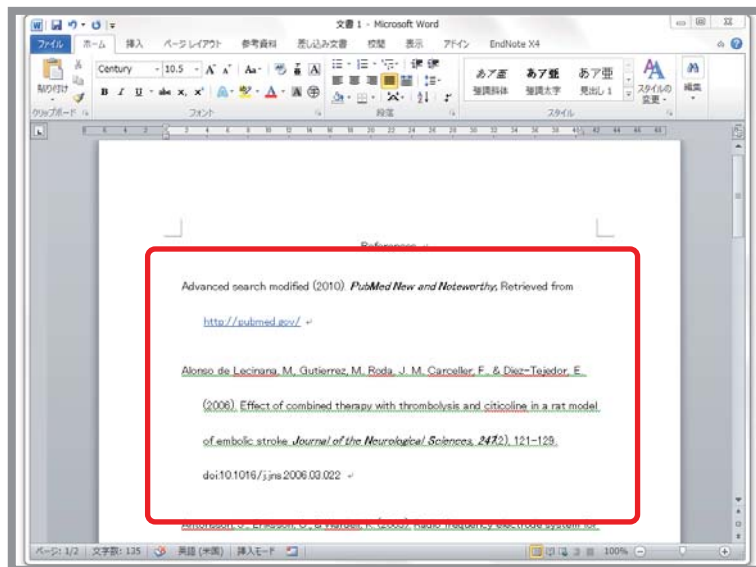 文書 1 - Microsoft Word
ファイル ホーム 挿入 ページ レイアウト 参考資料 差し込み文書 校閲 表示 アドイン EndNote X4
貼り付け
Century 10.5
あア亜 あア亜 あア亜
強調斜体 強調太字 見出し 1
スタイルの
変更
編集
クリップボード フォント 段落 スタイル
References
Advanced search modified (2010). PubMed New and Noteworthy, Retrieved from
http://pubmed.gov/
Alonso de Lecinana, M., Gutierrez, M., Roda, J. M., Carceller, F., & Diez-Tejedor, E.
(2006). Effect of combined therapy with thrombolysis and citicoline in a rat model
of embolic stroke. Journal of the Neurological Sciences, 247(2), 121-129.
doi:10.1016/j.jns.2006.03.022
ページ: 1/2 文字数: 135 英語 (米国) 挿入モード 100%